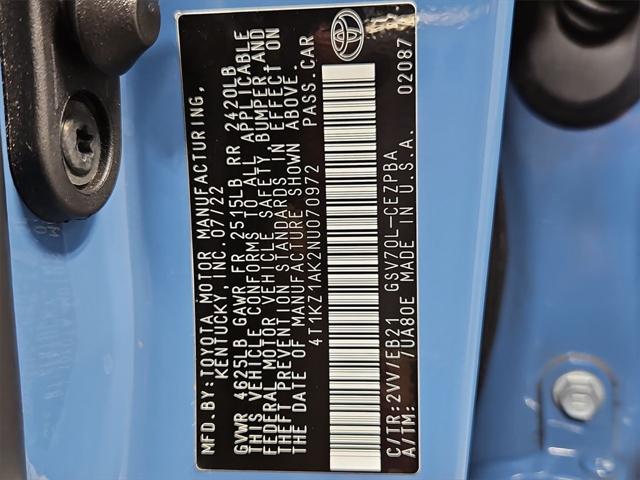 MFD. BY: TOYOTA MOTOR MANUFACTURING,
KENTUCKY, INC. 07/22
GVWR 4625LB GAWR FR 2515LB RR 2420LB
THIS VEHICLE CONFORMS TO ALL APPLICABLE
FEDERAL MOTOR VEHICLE SAFETY, BUMPER AND
THEFT PREVENTION STANDARDS IN EFFECT ON
THE DATE OF MANUFACTURE SHOWN ABOVE.
4T1KZ1AK2NU070972 PASS. CAR
C/TR: 2VV/EB21 GSV70L-CEZPBA
A/TM: /UA80E MADE IN U.S.A. 02087